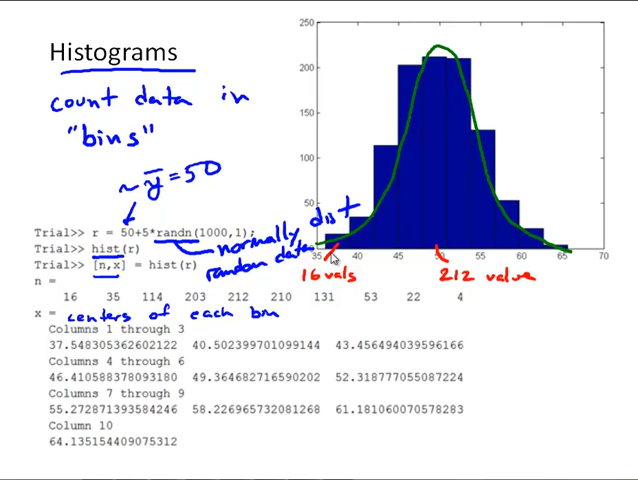 Histograms
count data in
"bins"
~ y = 50
Trial>> r = 50+5*randn(1000,1);
Trial>> hist(r)
Trial>> [n,x] = hist(r)
normally dist
random data
n =
16 35 114 203 212 210 131 53 22 4
x = centers of each bin
Columns 1 through 3
37.548305362602122 40.502399701099144 43.456494039596166
Columns 4 through 6
46.410588378093180 49.364682716590202 52.318777055087224
Columns 7 through 9
55.272871393584246 58.226965732081268 61.181060070578283
Column 10
64.135154409075312
250
200
150
100
50
35 40 45 50 55 60 65 70
16 vals
212 value